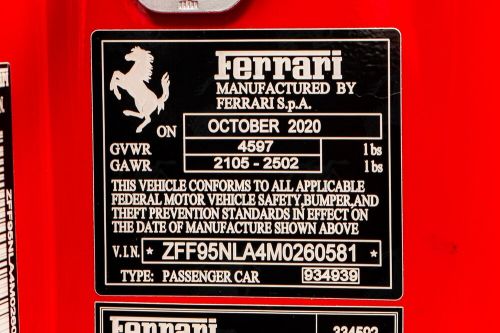 Ferrari
MANUFACTURED BY
FERRARI S.p.A.
ON OCTOBER 2020
GVWR 4597 lbs
GAWR 2105 - 2502 lbs
THIS VEHICLE CONFORMS TO ALL APPLICABLE
FEDERAL MOTOR VEHICLE SAFETY,BUMPER,AND
THEFT PREVENTION STANDARDS IN EFFECT ON
THE DATE OF MANUFACTURE SHOWN ABOVE
V.I.N. * ZFF95NLA4M0260581 *
TYPE: PASSENGER CAR 934939
Ferrari